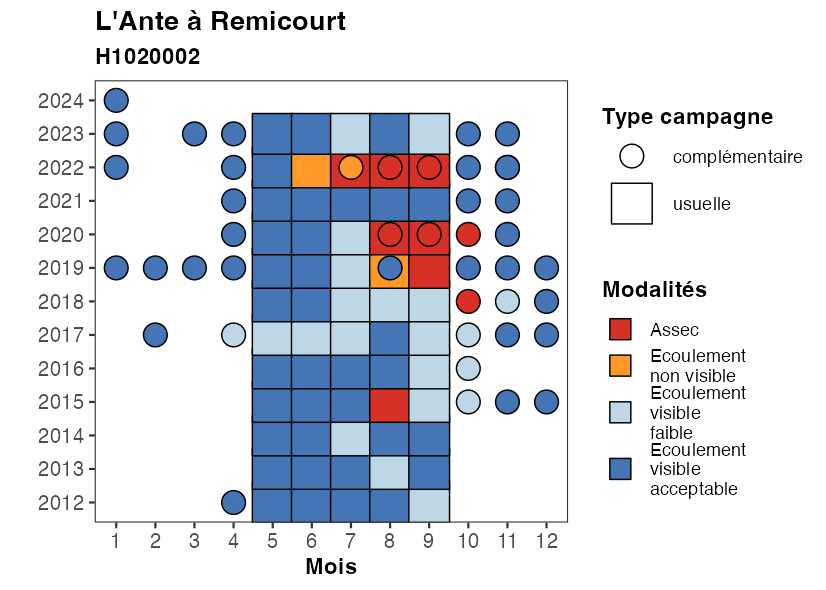 L'Ante à Remicourt
H1020002
2024
2023
2022
2021
2020
2019
2018
2017
2016
2015
2014
2013
2012
1 2 3 4 5 6 7 8 9 10 11 12
Mois
Type campagne
complémentaire
usuelle
Modalités
Assec
Ecoulement
non visible
Ecoulement
visible
faible
Ecoulement
visible
acceptable